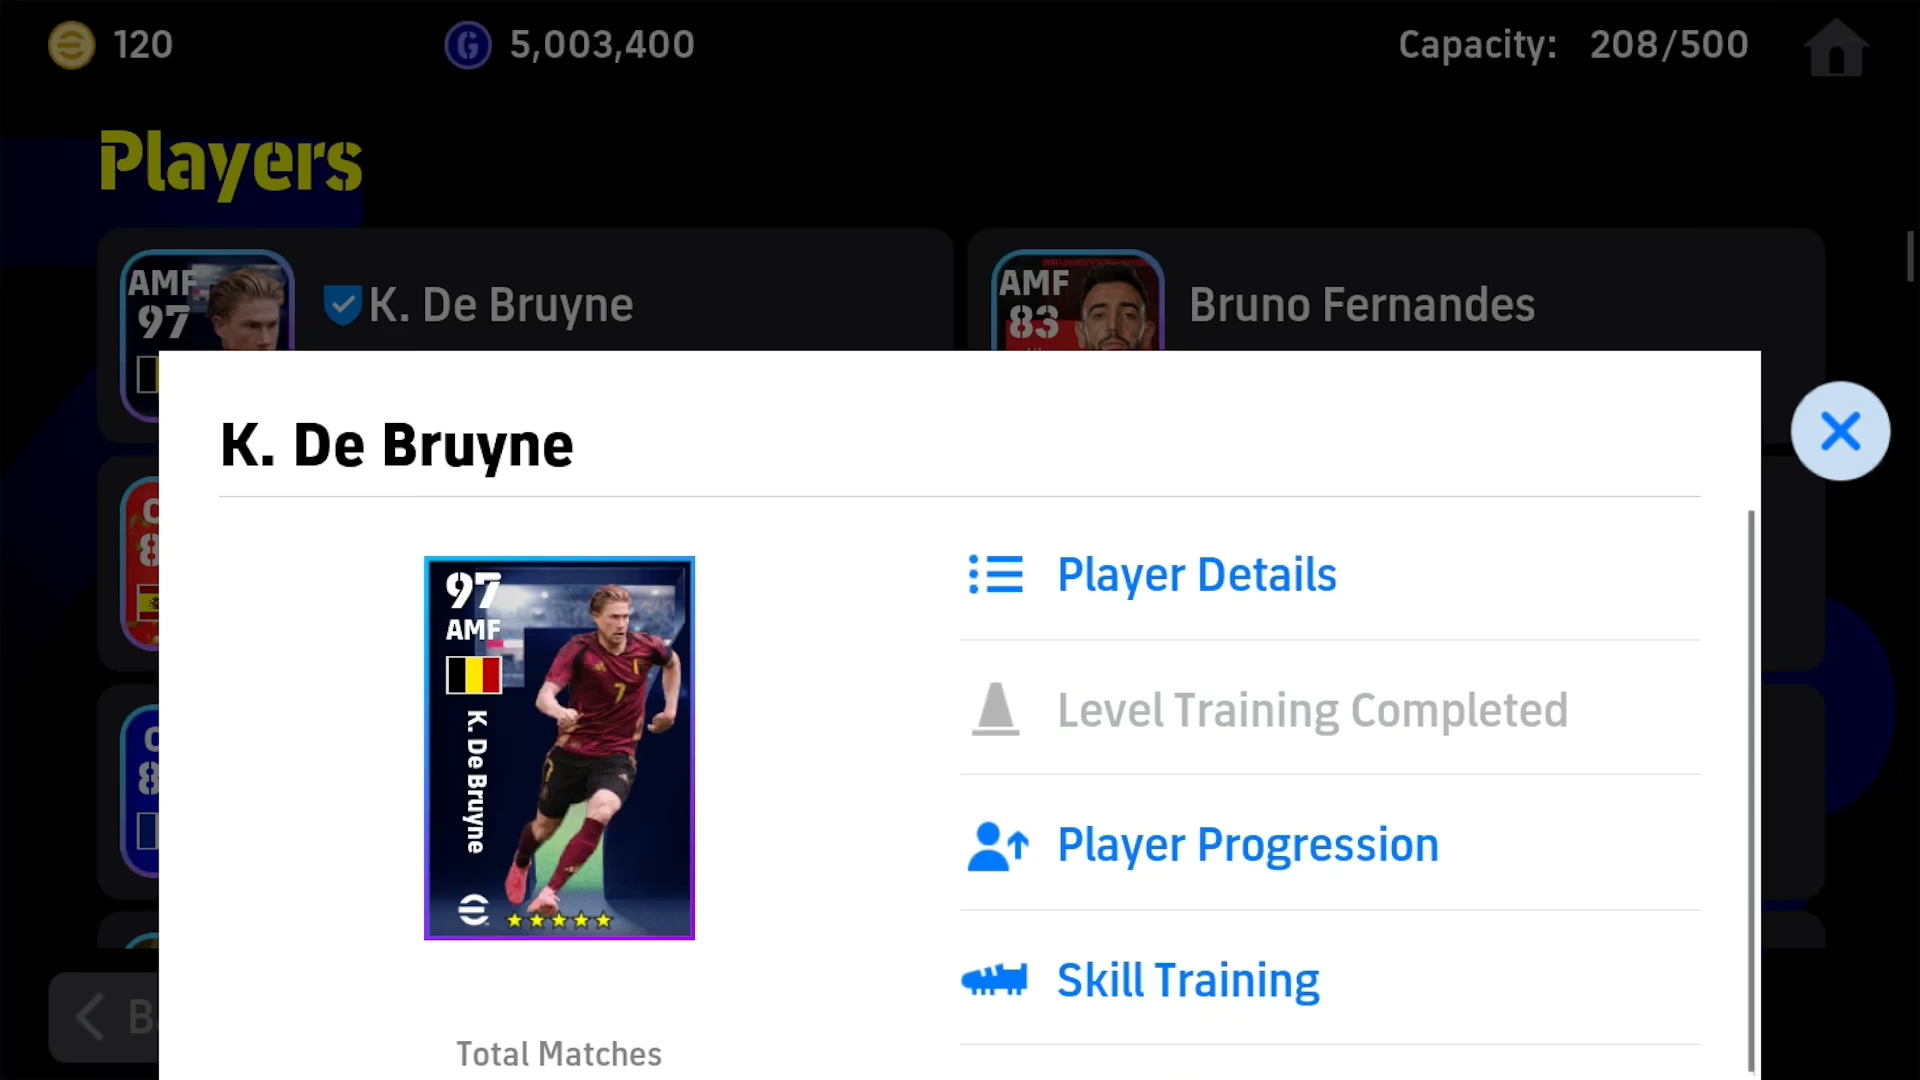 120
5,003,400
Capacity: 208/500
Players
AMF
97
K. De Bruyne
AMF
83
Bruno Fernandes
K. De Bruyne
97
AMF
7
K. De Bruyne
Total Matches
Player Details
Level Training Completed
Player Progression
Skill Training